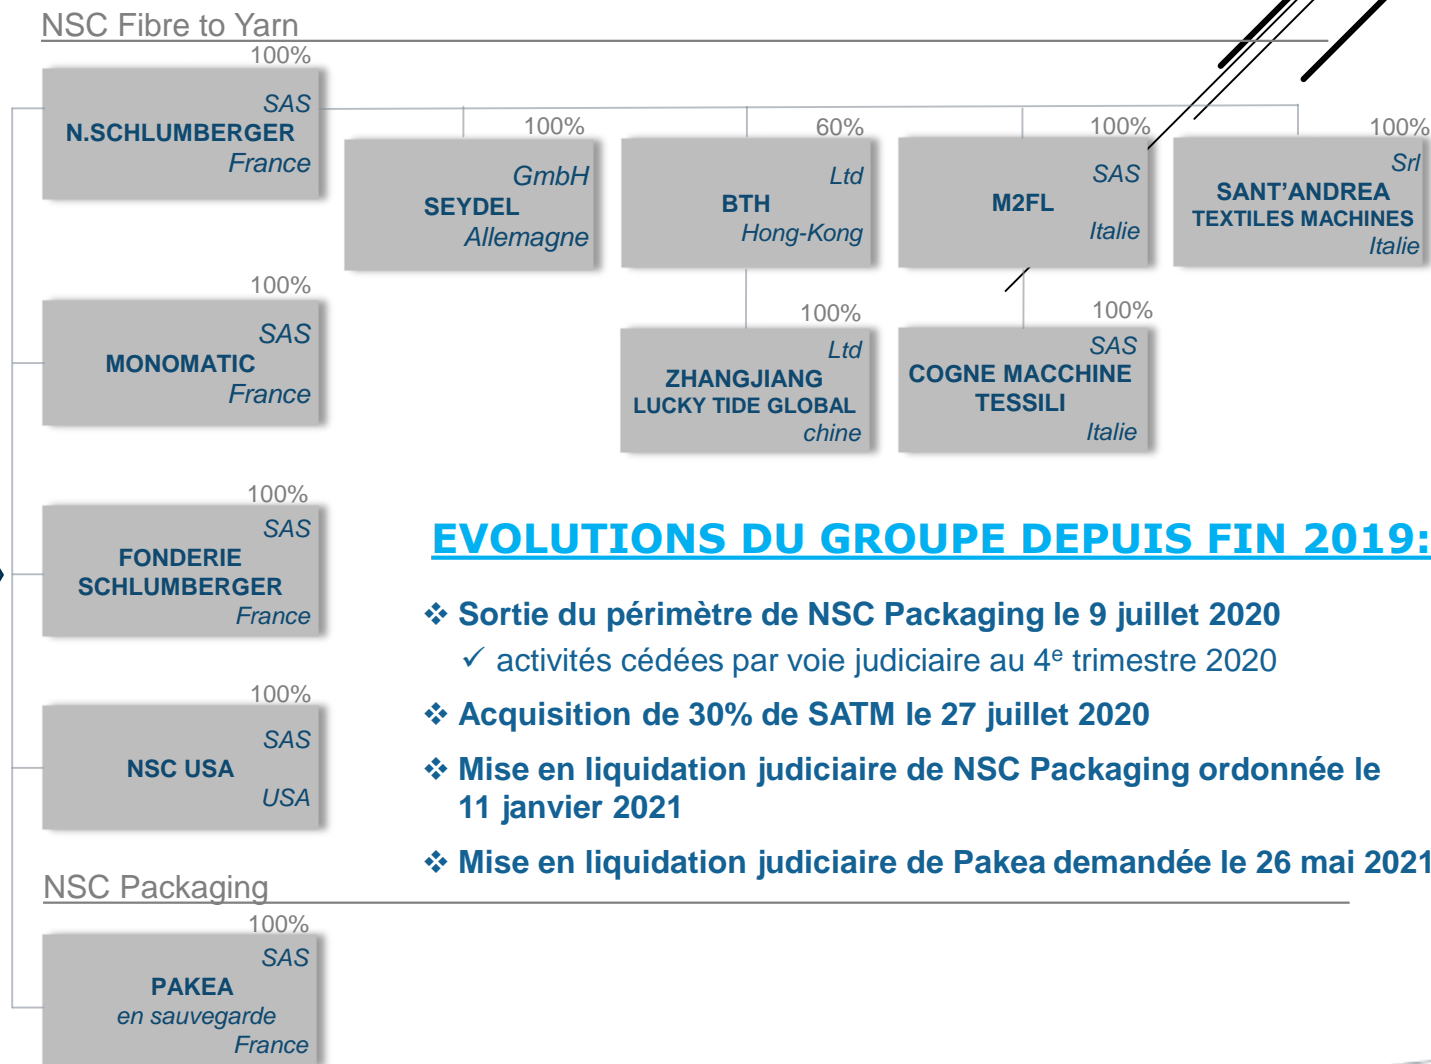 NSC Fibre to Yarn
100%
SAS
N.SCHLUMBERGER
France
100%
GmbH
SEYDEL
Allemagne
60%
Ltd
BTH
Hong-Kong
100%
SAS
M2FL
Italie
100%
Srl
SANT’ANDREA
TEXTILES MACHINES
Italie
100%
Ltd
ZHANGJIANG
LUCKY TIDE GLOBAL
chine
100%
SAS
COGNE MACCHINE
TESSILI
Italie
100%
SAS
MONOMATIC
France
100%
SAS
FONDERIE
SCHLUMBERGER
France
100%
SAS
NSC USA
USA
EVOLUTIONS DU GROUPE DEPUIS FIN 2019:
❖ Sortie du périmètre de NSC Packaging le 9 juillet 2020
✓ activités cédées par voie judiciaire au 4e trimestre 2020
❖ Acquisition de 30% de SATM le 27 juillet 2020
❖ Mise en liquidation judiciaire de NSC Packaging ordonnée le
11 janvier 2021
❖ Mise en liquidation judiciaire de Pakea demandée le 26 mai 2021
NSC Packaging
100%
SAS
PAKEA
en sauvegarde
France